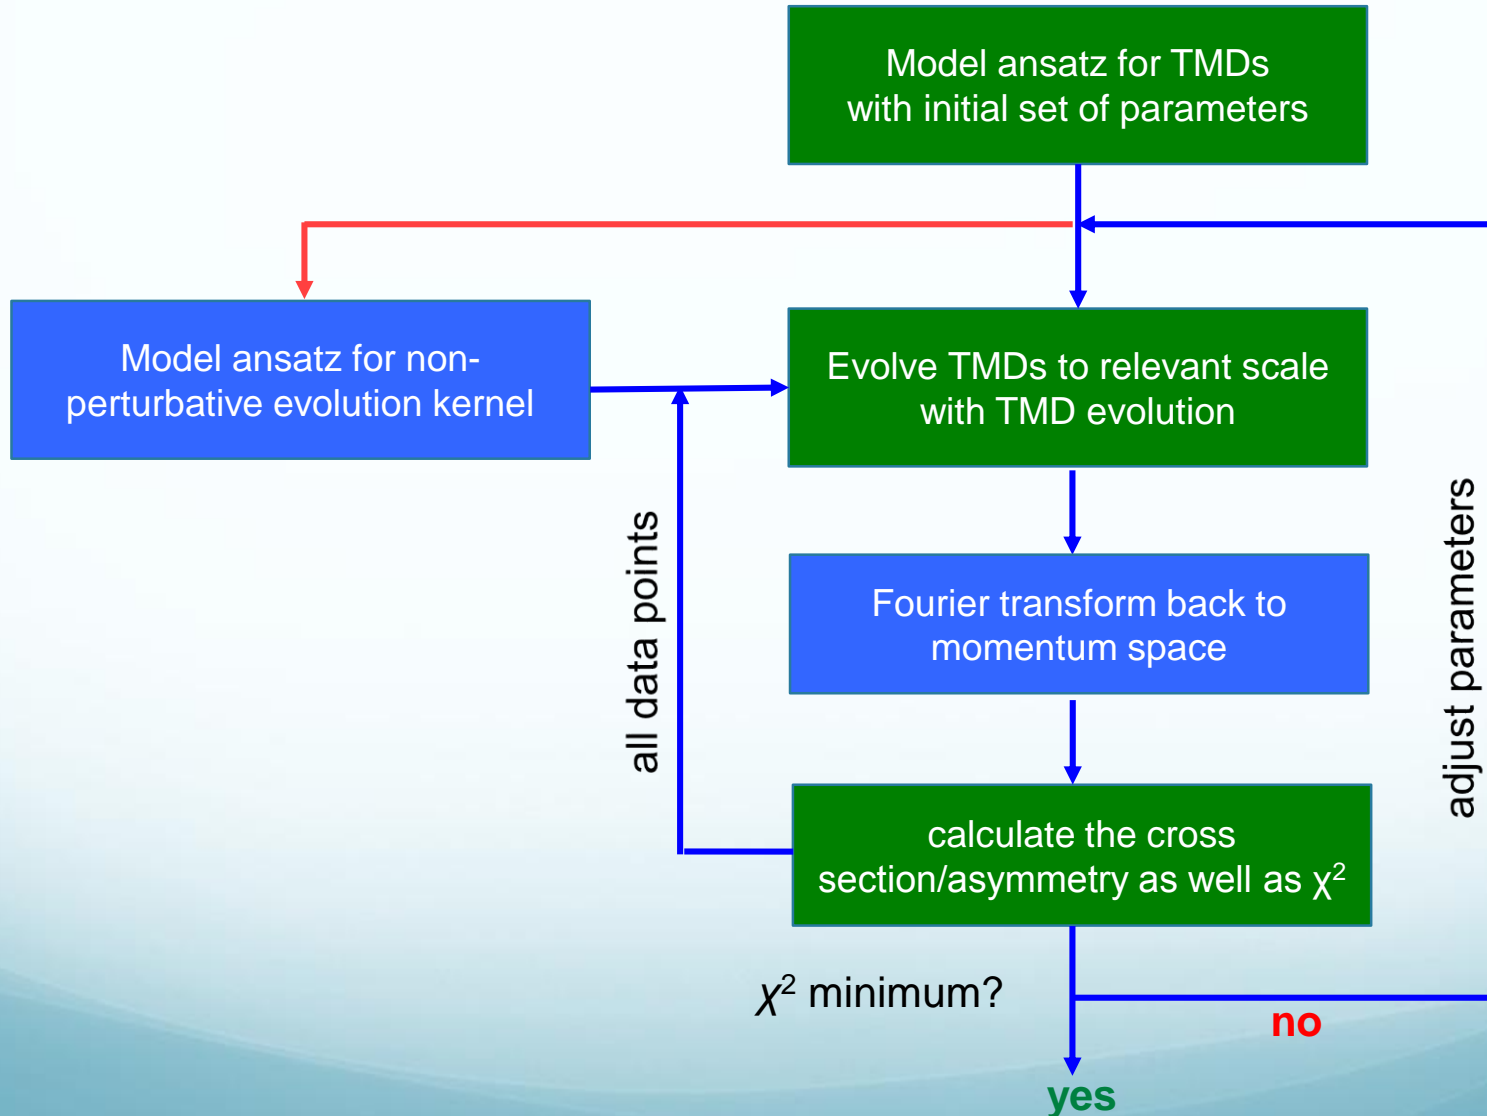 Model ansatz for TMDs
with initial set of parameters
Model ansatz for non-
perturbative evolution kernel
Evolve TMDs to relevant scale
with TMD evolution
all data points
Fourier transform back to
momentum space
adjust parameters
calculate the cross
section/asymmetry as well as χ²
χ² minimum?
no
yes